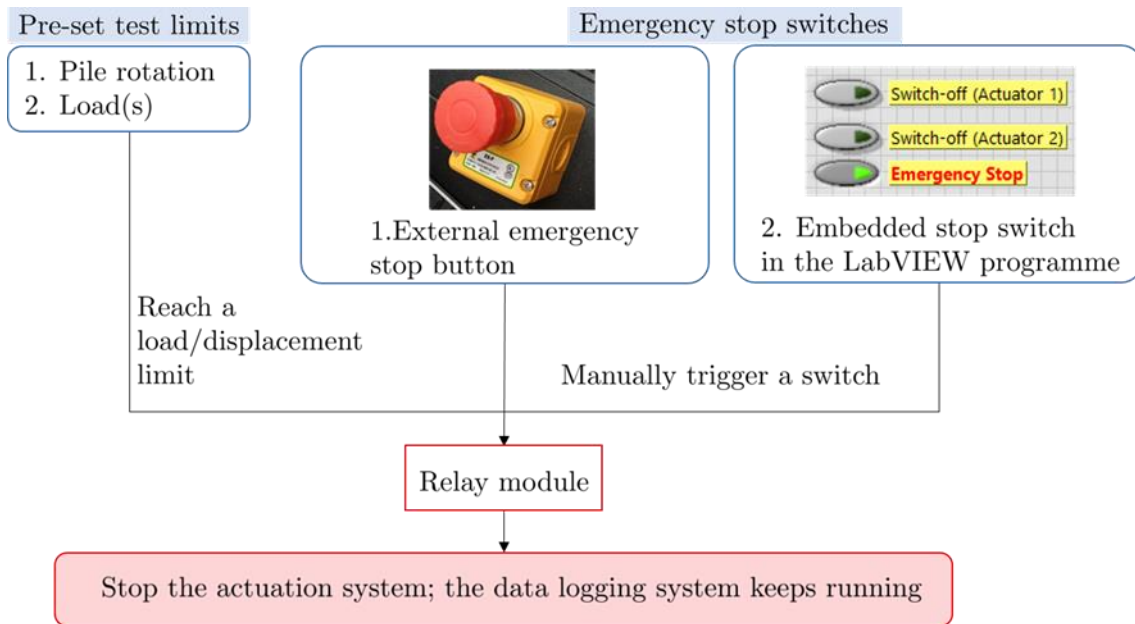 Pre-set test limits
1. Pile rotation
2. Load(s)
Emergency stop switches
1.External emergency
stop button
Switch-off (Actuator 1)
Switch-off (Actuator 2)
Emergency Stop
2. Embedded stop switch
in the LabVIEW programme
Reach a
load/displacement
limit
Manually trigger a switch
Relay module
Stop the actuation system; the data logging system keeps running